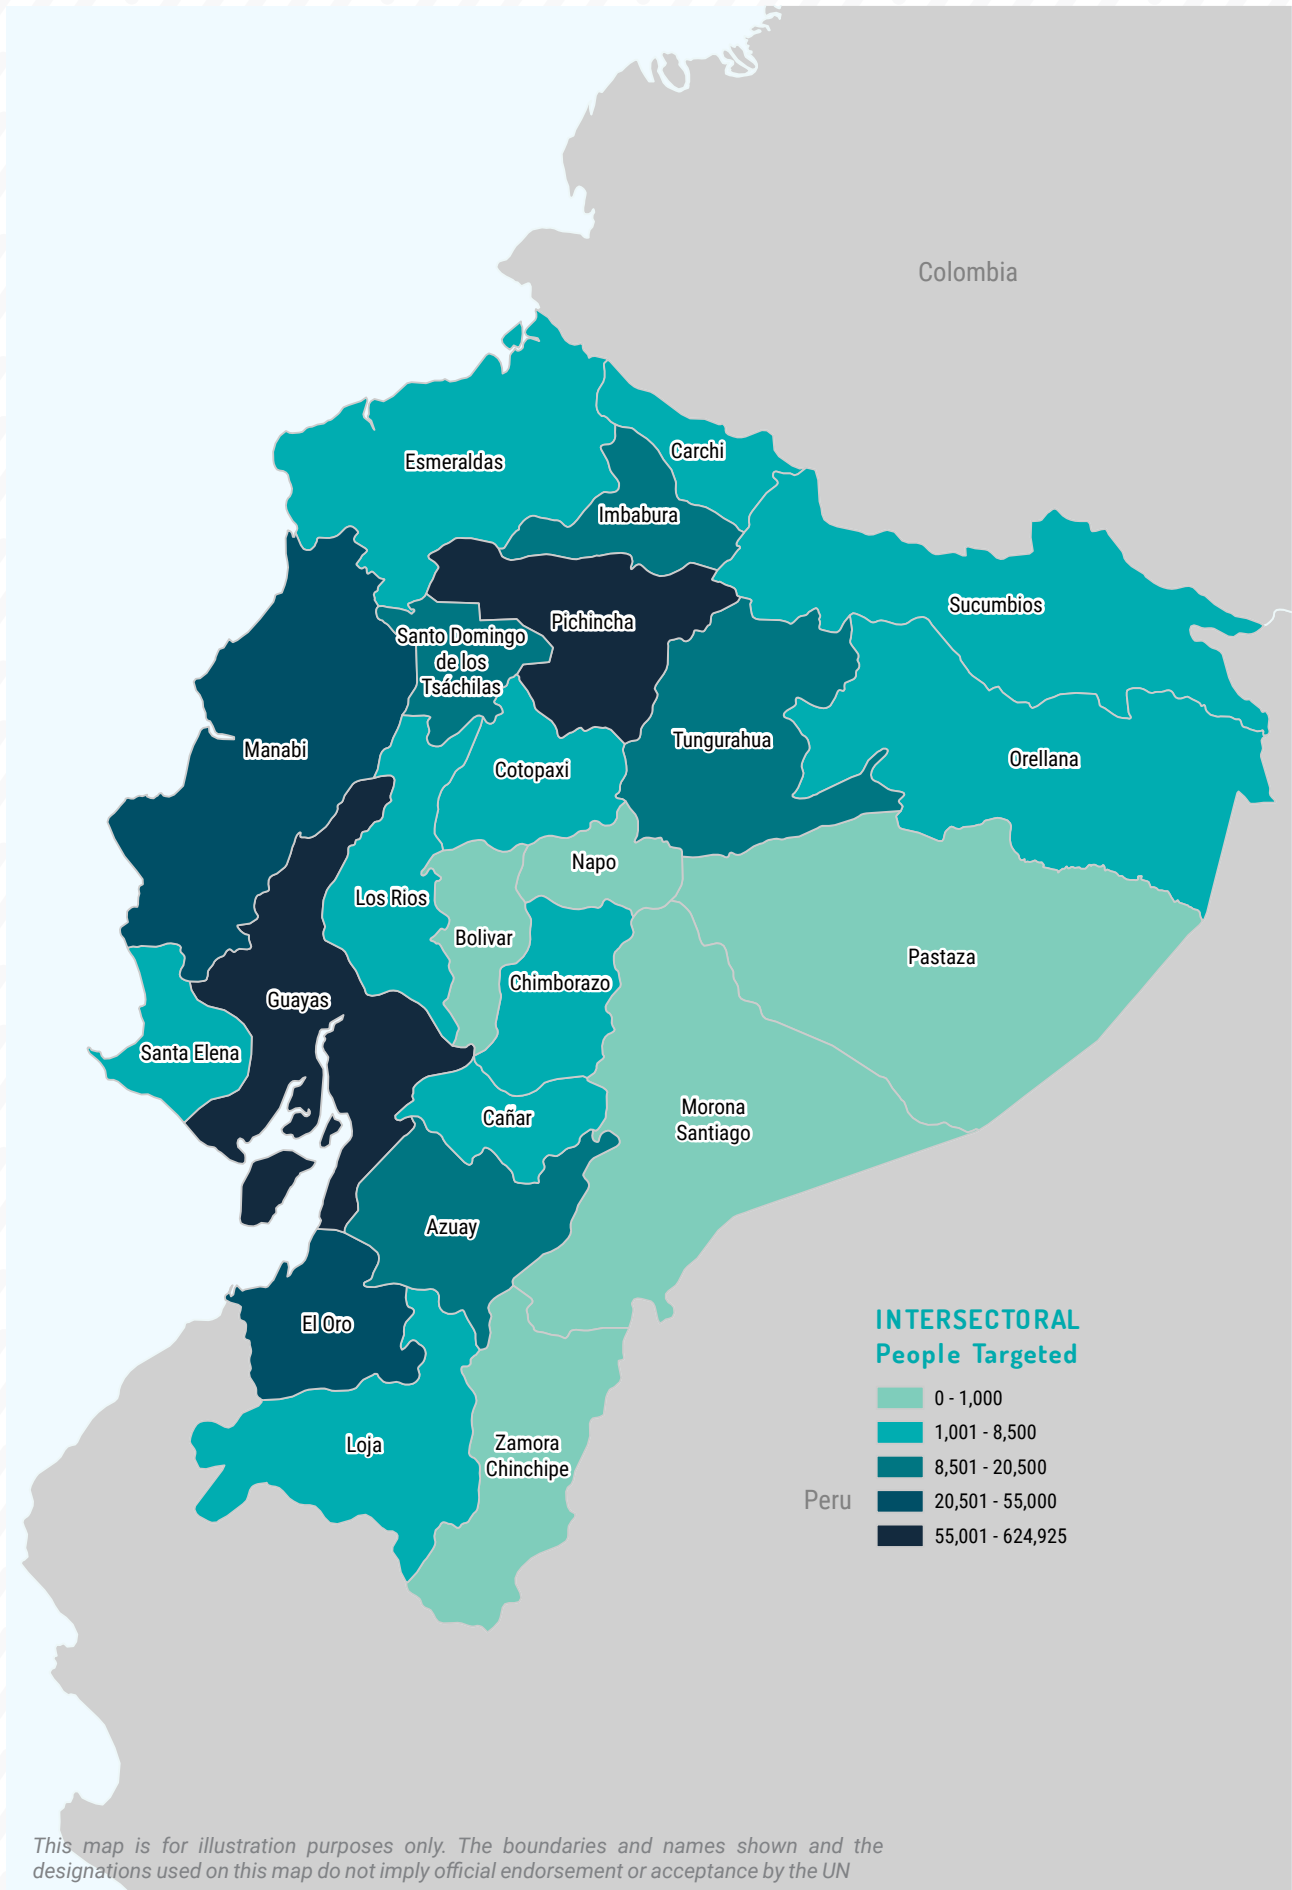 Colombia
Esmeraldas
Carchi
Imbabura
Sucumbios
Pichincha
Santo Domingo
de los
Tsáchilas
Manabi
Tungurahua
Orellana
Cotopaxi
Napo
Los Rios
Bolivar
Pastaza
Chimborazo
Guayas
Santa Elena
Cañar
Morona
Santiago
Azuay
El Oro
Loja
Zamora
Chinchipe
Peru
INTERSECTORAL
People Targeted
0 - 1,000
1,001 - 8,500
8,501 - 20,500
20,501 - 55,000
55,001 - 624,925
This map is for illustration purposes only. The boundaries and names shown and the
designations used on this map do not imply official endorsement or acceptance by the UN